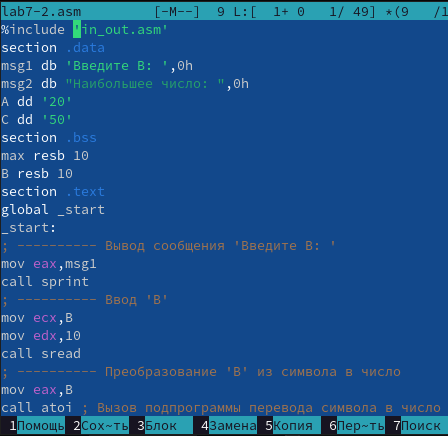 lab7-2.asm [-M--] 9 L:[ 1+ 0 1/ 49] *(9 /1
%include 'in_out.asm'
section .data
msg1 db 'Введите B: ',0h
msg2 db "Наибольшее число: ",0h
A dd '20'
C dd '50'
section .bss
max resb 10
B resb 10
section .text
global _start
_start:
; ---------- Вывод сообщения 'Введите B: '
mov eax,msg1
call sprint
; ---------- Ввод 'B'
mov ecx,B
mov edx,10
call sread
; ---------- Преобразование 'B' из символа в число
mov eax,B
call atoi ; Вызов подпрограммы перевода символа в число
1Помощь 2Сох~ть 3Блок 4Замена 5Копия 6Пер~ть 7Поиск